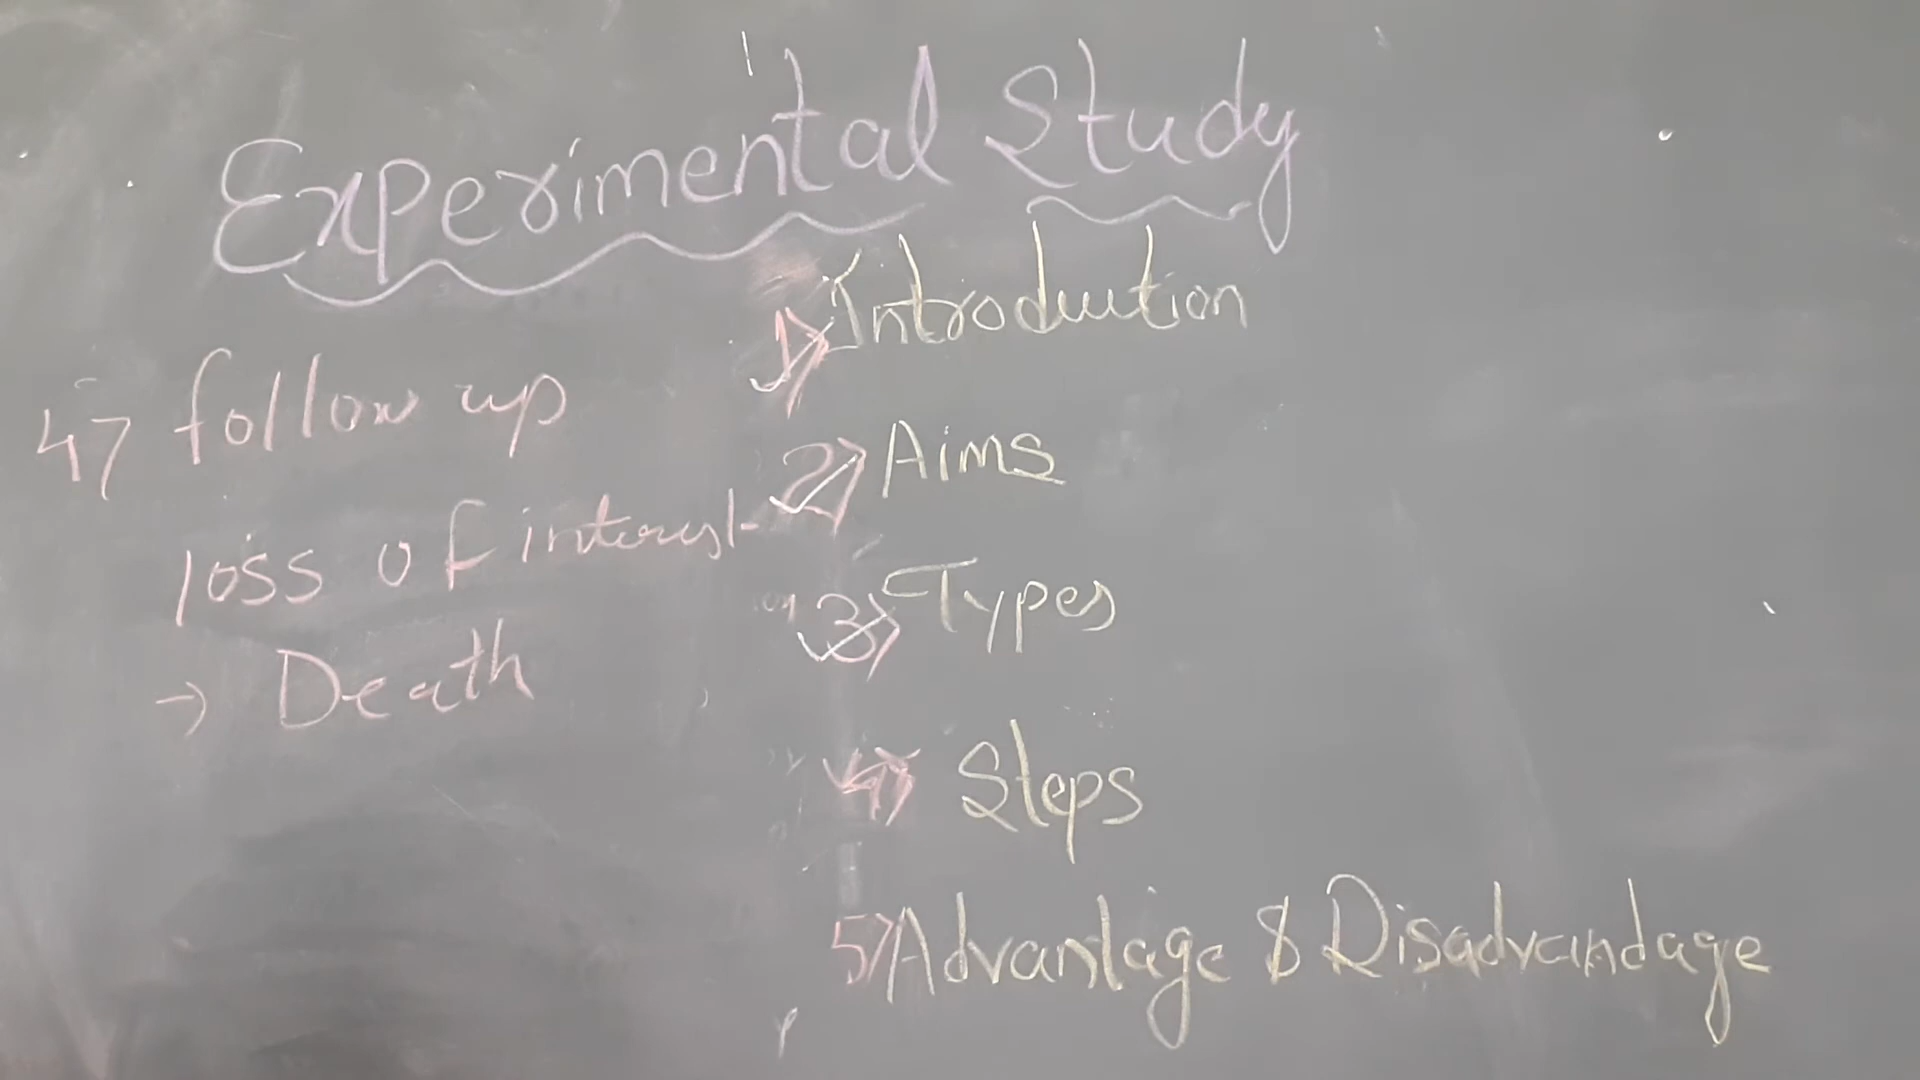 Experimental Study
1) Introduction
2) Aims
3) Types
4) Steps
5) Advantage & Disadvandage
4) follow up
loss of interest
→ Death